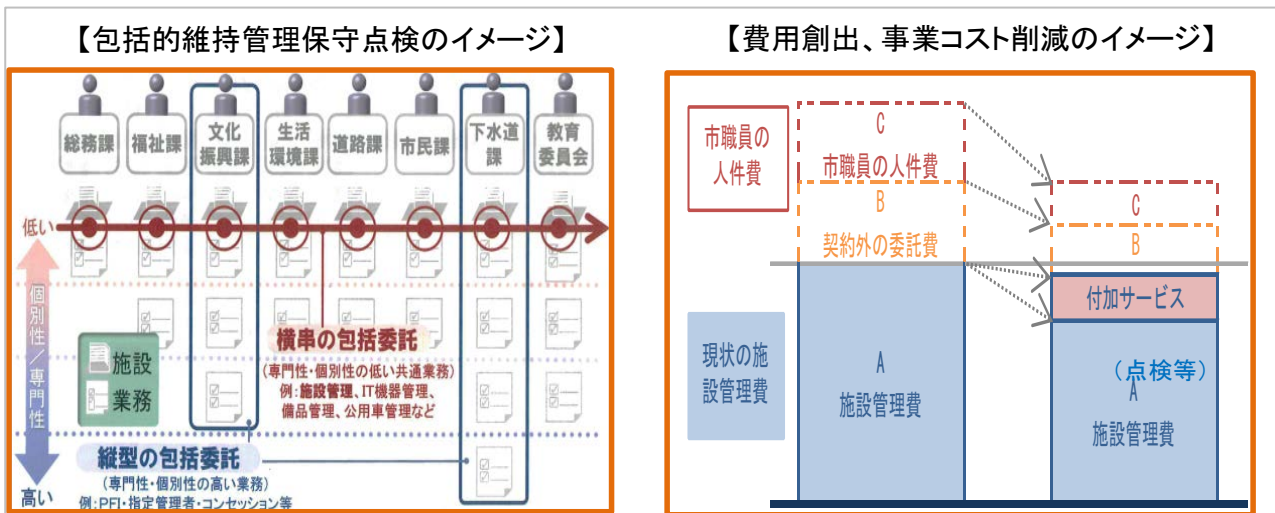 【包括的維持管理保守点検のイメージ】
総務課
福祉課
文化
振興課
生活
環境課
道路課
市民課
下水道
課
教育
委員会
低い
個別性／専門性
高い
施設
業務
横串の包括委託
(専門性・個別性の低い共通業務)
例:施設管理、IT機器管理、
備品管理、公用車管理など
縦型の包括委託
(専門性・個別性の高い業務)
例:PFI・指定管理者・コンセッション等
【費用創出、事業コスト削減のイメージ】
市職員の
人件費
現状の施
設管理費
C
市職員の人件費
B
契約外の委託費
A
施設管理費
C
B
付加サービス
（点検等）
A
施設管理費